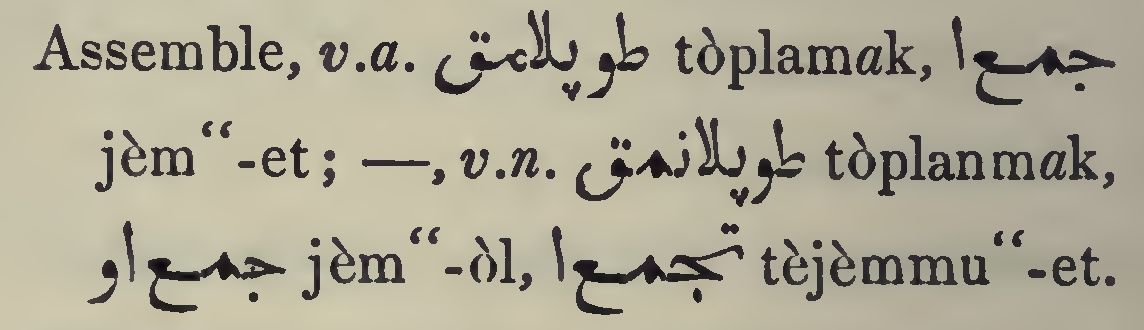 Assemble, v.a. طوپلامق tòplamak, جمع ا
jèm“-et; —, v.n. طوپلانمق tòplanmak,
جمع او jèm“-òl, تجمع ا tèjèmmu“-et.